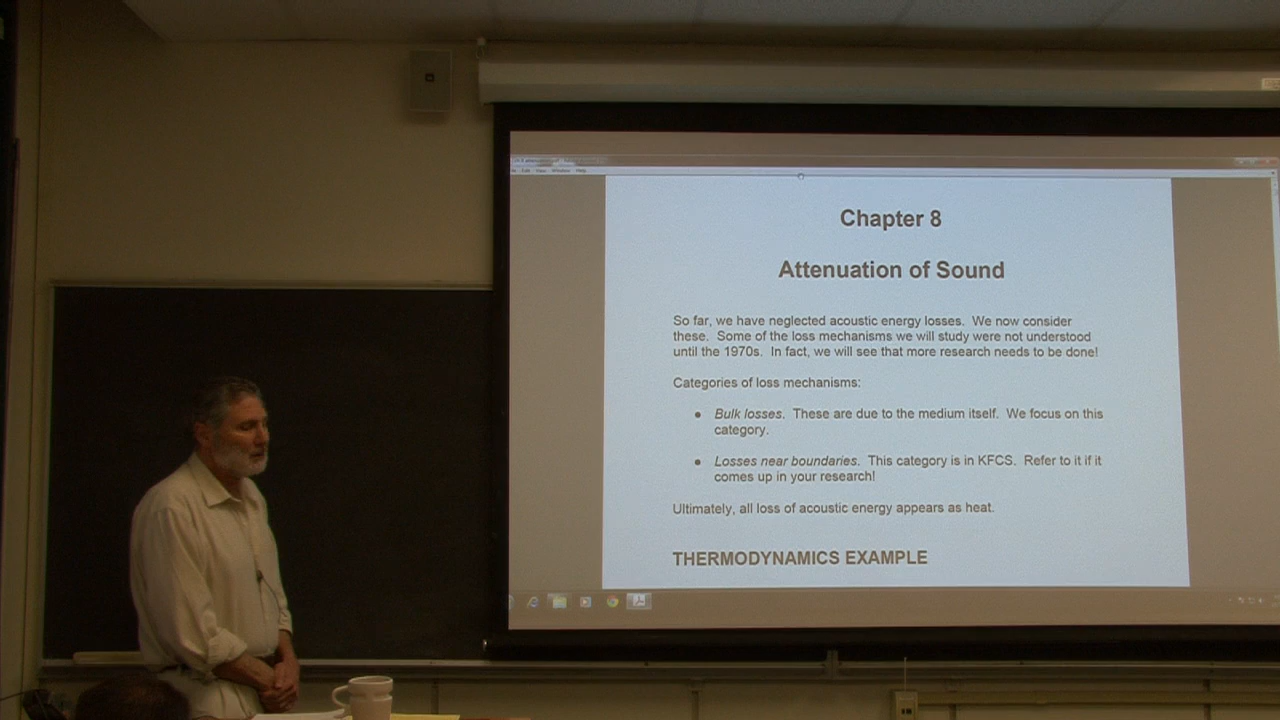 Edit View Window Help
Chapter 8
Attenuation of Sound
So far, we have neglected acoustic energy losses. We now consider
these. Some of the loss mechanisms we will study were not understood
until the 1970s. In fact, we will see that more research needs to be done!
Categories of loss mechanisms:
• Bulk losses. These are due to the medium itself. We focus on this
category.
• Losses near boundaries. This category is in KFCS. Refer to it if it
comes up in your research!
Ultimately, all loss of acoustic energy appears as heat.
THERMODYNAMICS EXAMPLE